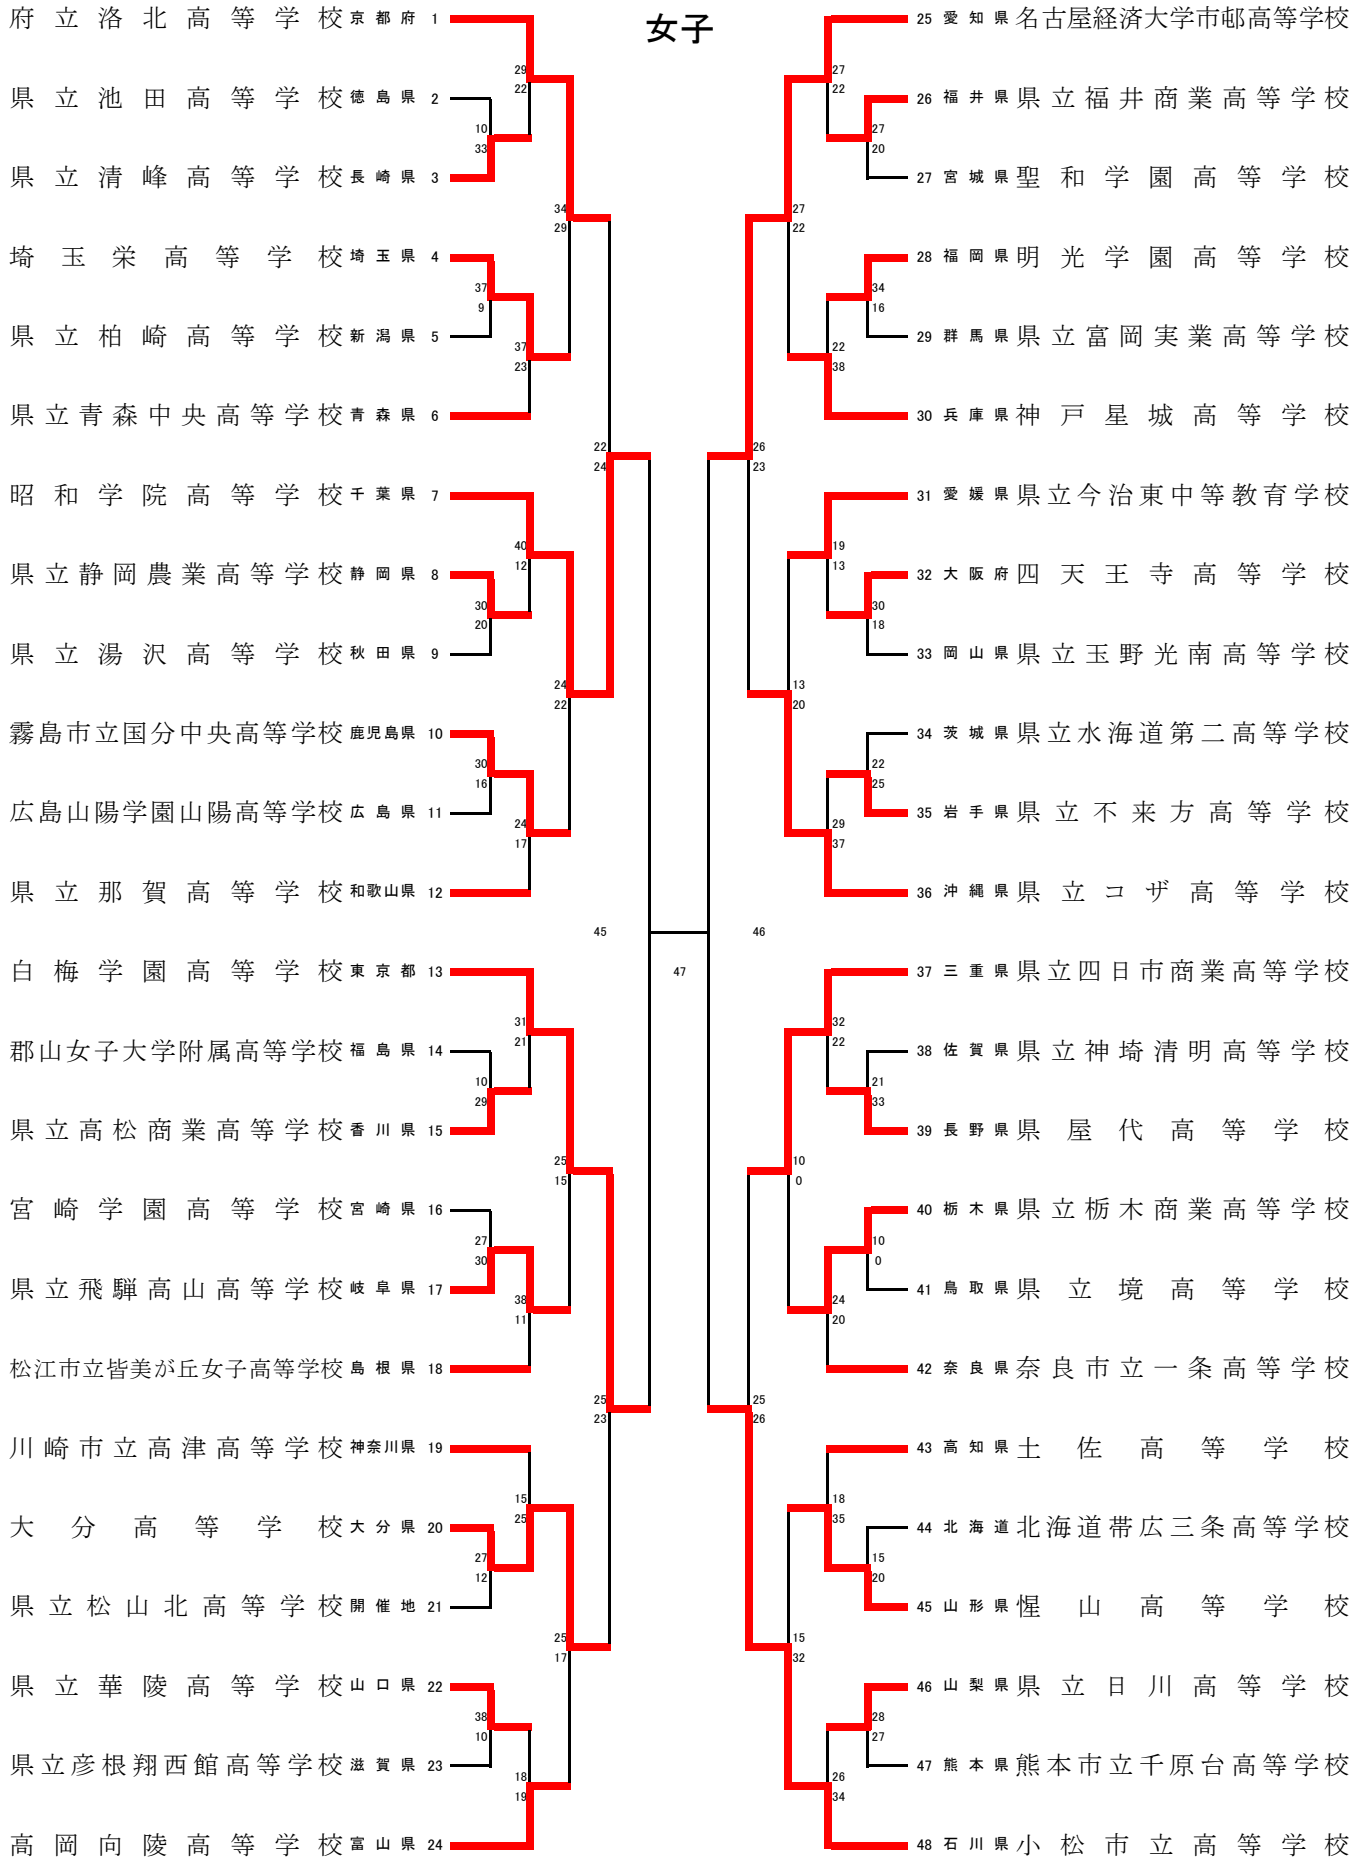 女子
府立洛北高等学校 京都府 1
29
22
県立池田高等学校 徳島県 2
10
33
県立清峰高等学校 長崎県 3
34
29
埼玉栄高等学校 埼玉県 4
37
9
県立柏崎高等学校 新潟県 5
37
23
県立青森中央高等学校 青森県 6
22
24
昭和学院高等学校 千葉県 7
40
12
県立静岡農業高等学校 静岡県 8
30
20
県立湯沢高等学校 秋田県 9
24
22
霧島市立国分中央高等学校 鹿児島県 10
30
16
広島山陽学園山陽高等学校 広島県 11
24
17
県立那賀高等学校 和歌山県 12
45
白梅学園高等学校 東京都 13
31
21
郡山女子大学附属高等学校 福島県 14
10
29
県立高松商業高等学校 香川県 15
25
15
宮崎学園高等学校 宮崎県 16
27
30
県立飛騨高山高等学校 岐阜県 17
38
11
松江市立皆美が丘女子高等学校 島根県 18
25
23
川崎市立高津高等学校 神奈川県 19
15
25
大分高等学校 大分県 20
27
12
県立松山北高等学校 開催地 21
25
17
県立華陵高等学校 山口県 22
38
10
県立彦根翔西館高等学校 滋賀県 23
18
19
高岡向陵高等学校 富山県 24
47
25 愛知県 名古屋経済大学市邨高等学校
27
22
26 福井県 県立福井商業高等学校
27
20
27 宮城県 聖和学園高等学校
27
22
28 福岡県 明光学園高等学校
34
16
29 群馬県 県立富岡実業高等学校
22
38
30 兵庫県 神戸星城高等学校
26
23
31 愛媛県 県立今治東中等教育学校
19
13
32 大阪府 四天王寺高等学校
30
18
33 岡山県 県立玉野光南高等学校
13
20
34 茨城県 県立水海道第二高等学校
22
25
35 岩手県 県立不来方高等学校
29
37
36 沖縄県 県立コザ高等学校
46
37 三重県 県立四日市商業高等学校
32
22
38 佐賀県 県立神埼清明高等学校
21
33
39 長野県 県屋代高等学校
10
0
40 栃木県 県立栃木商業高等学校
10
0
41 鳥取県 県立境高等学校
24
20
42 奈良県 奈良市立一条高等学校
25
26
43 高知県 土佐高等学校
18
35
44 北海道 北海道帯広三条高等学校
15
20
45 山形県 惺山高等学校
15
32
46 山梨県 県立日川高等学校
28
27
47 熊本県 熊本市立千原台高等学校
26
34
48 石川県 小松市立高等学校